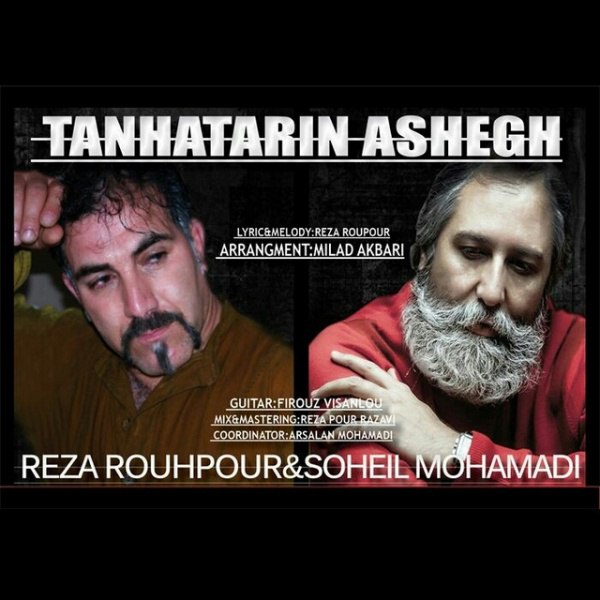 TANHATARIN ASHEGH
LYRIC&MELODY:REZA ROUPOUR
ARRANGMENT:MILAD AKBARI
GUITAR:FIROUZ VISANLOU
MIX&MASTERING:REZA POUR RAZAVI
COORDINATOR:ARSALAN MOHAMADI
REZA ROUHPOUR&SOHEIL MOHAMADI